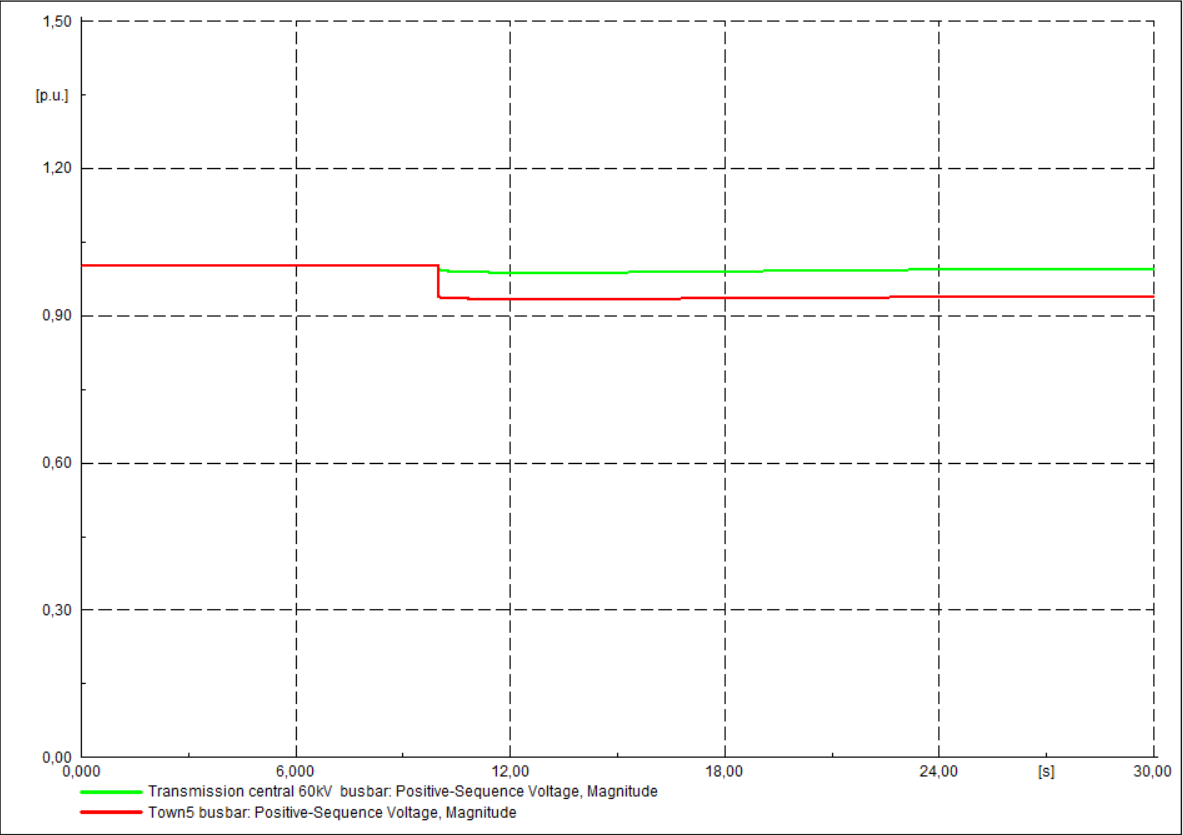 1,50
[p.u.]
1,20
0,90
0,60
0,30
0,00
0,000 6,000 12,00 18,00 24,00 [s] 30,00
Transmission central 60kV  busbar: Positive-Sequence Voltage, Magnitude
Town5 busbar: Positive-Sequence Voltage, Magnitude